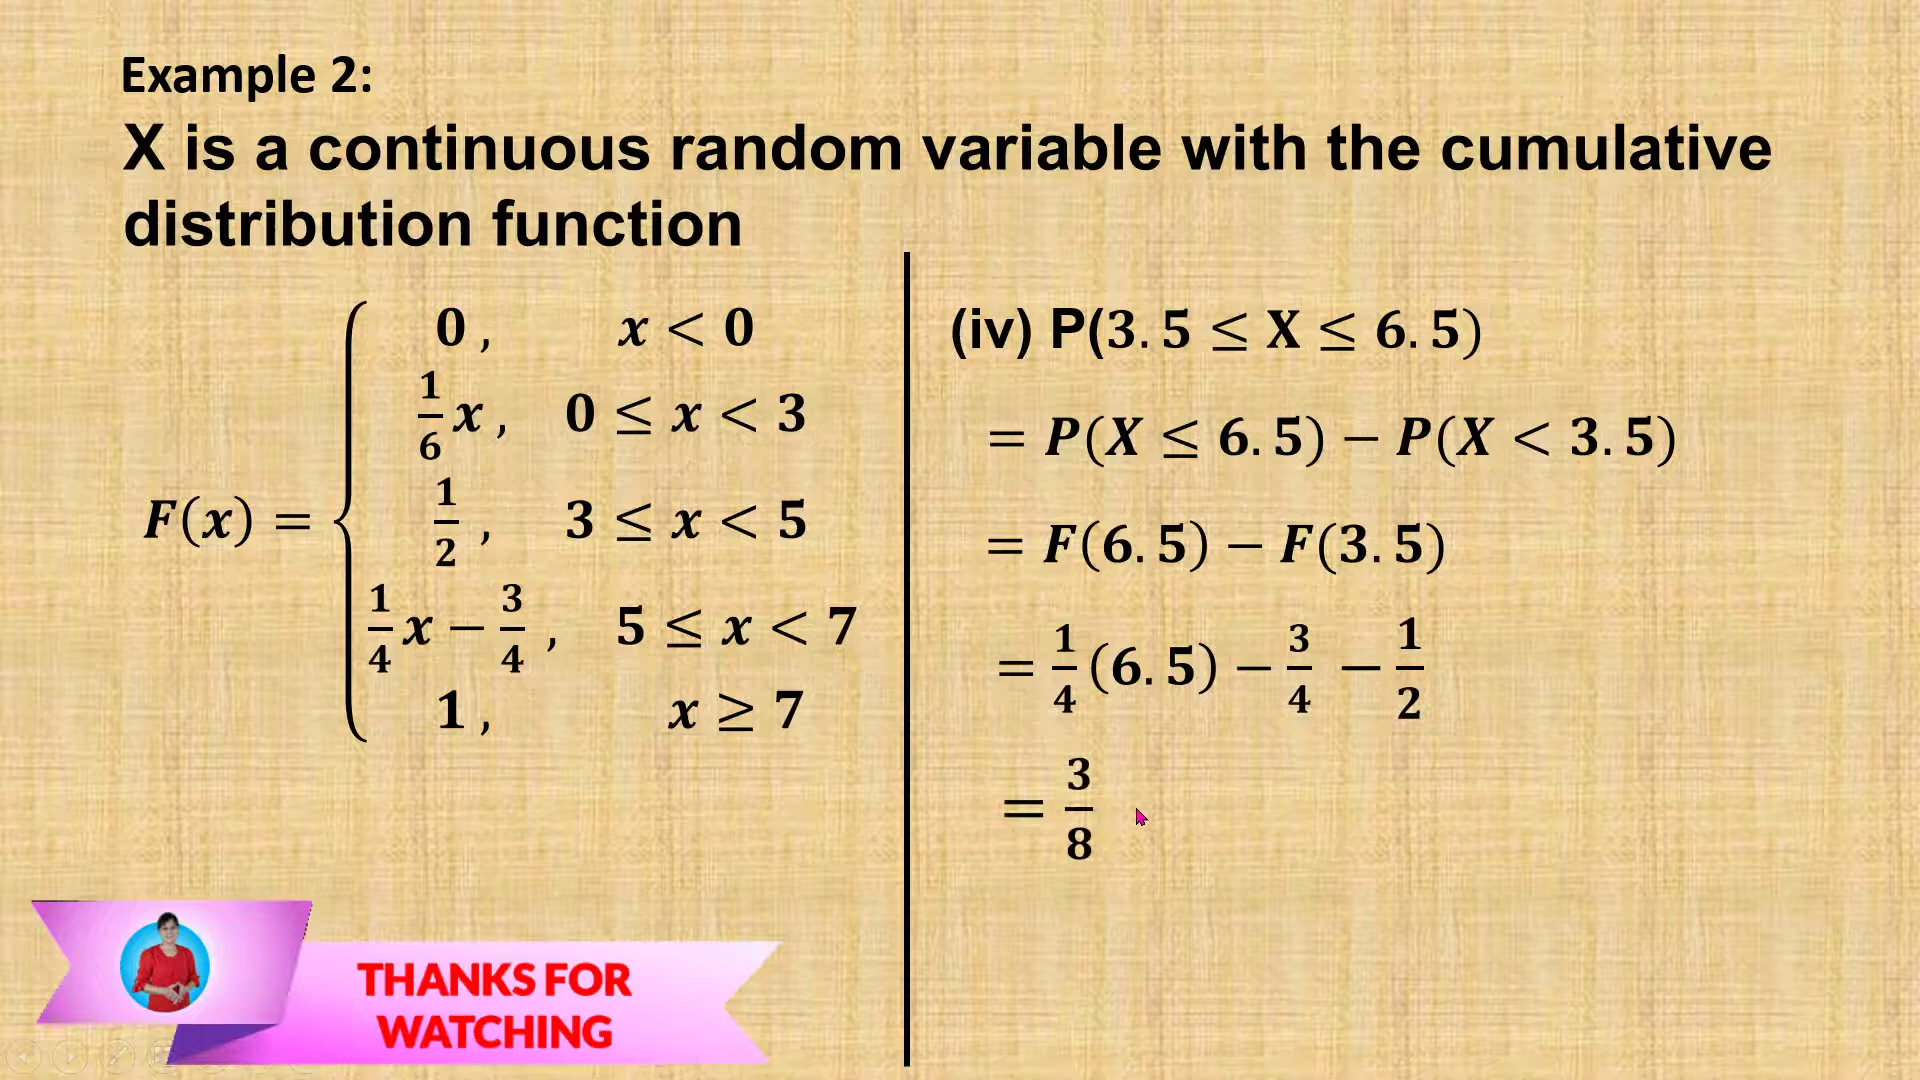 Example 2:
X is a continuous random variable with the cumulative
distribution function
F(x) = { 0 , x < 0
1/6 x , 0 ≤ x < 3
1/2 , 3 ≤ x < 5
1/4 x − 3/4 , 5 ≤ x < 7
1 , x ≥ 7
(iv) P(3.5 ≤ X ≤ 6.5)
= P(X ≤ 6.5) − P(X < 3.5)
= F(6.5) − F(3.5)
= 1/4 (6.5) − 3/4 − 1/2
= 3/8
THANKS FOR
WATCHING